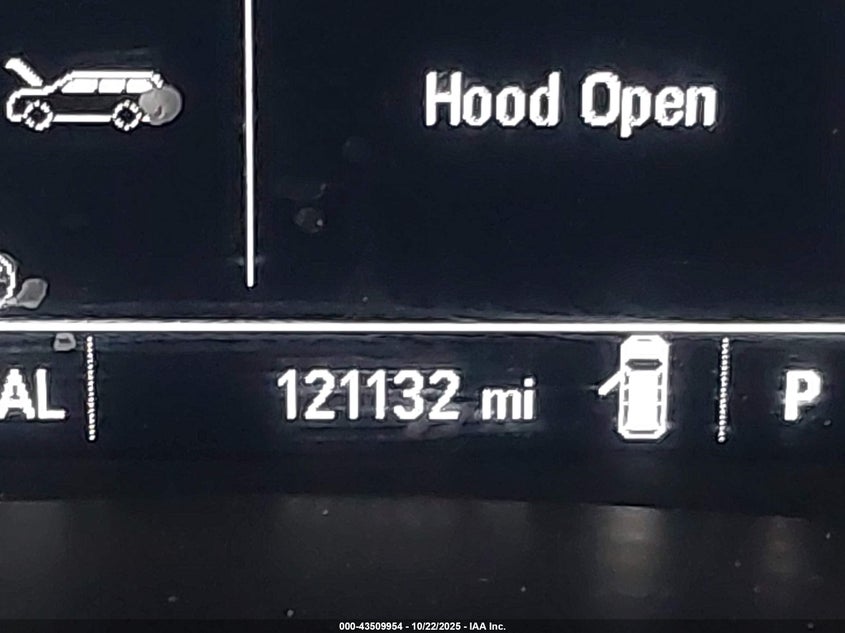 Hood Open
AL
121132 mi
P
000-43509954 - 10/22/2025 - IAA Inc.